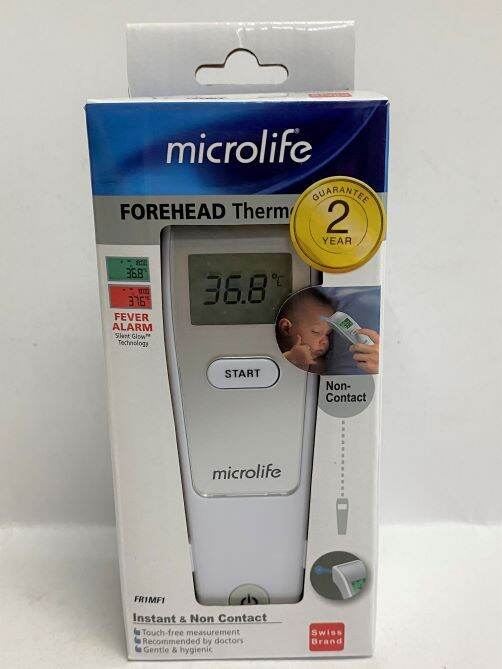 microlife®
FOREHEAD Therm
GUARANTEE
2
YEAR
36.8
37.6
FEVER
ALARM
Silent Glow™
Technology
36.8 °C
START
Non-
Contact
microlife
FR1MF1
Instant & Non Contact
Touch-free measurement
Recommended by doctors
Gentle & hygienic
Swiss
Brand